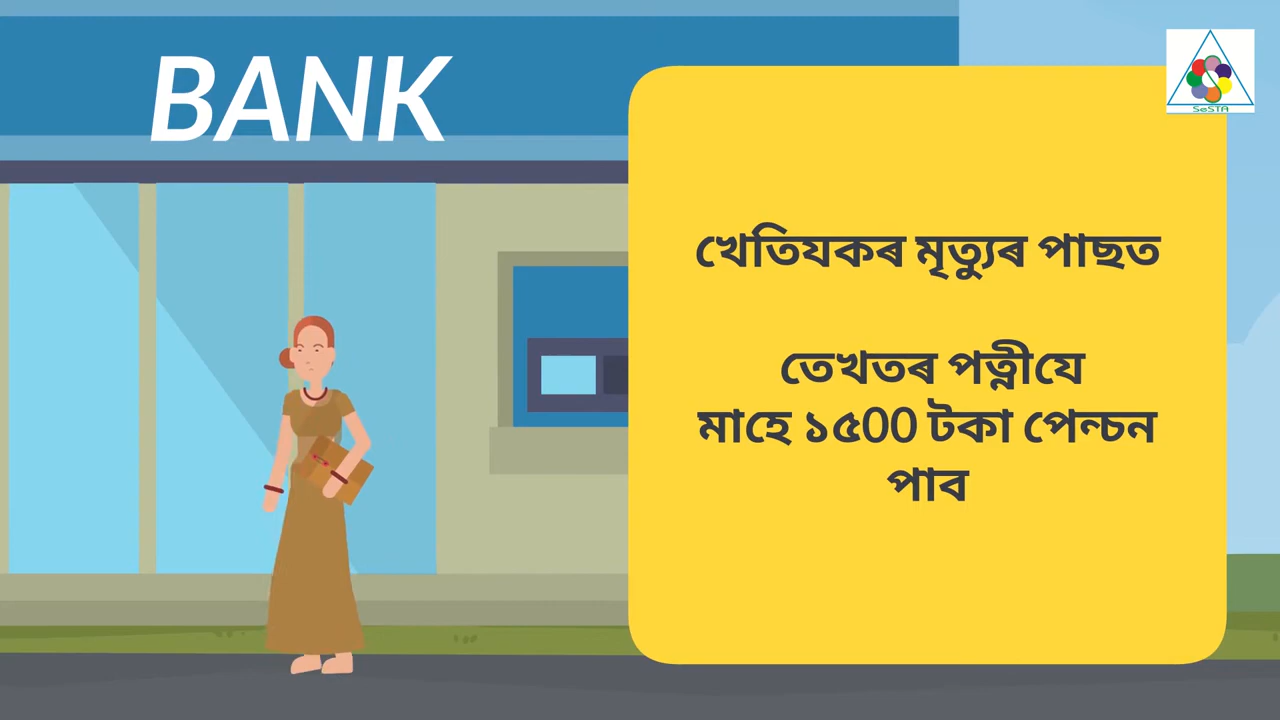 BANK
SeSTA
খেতিযকৰ মৃত্যুৰ পাছত
তেখতৰ পত্নীযে
মাহে ১৫00 টকা পেন্চন
পাব